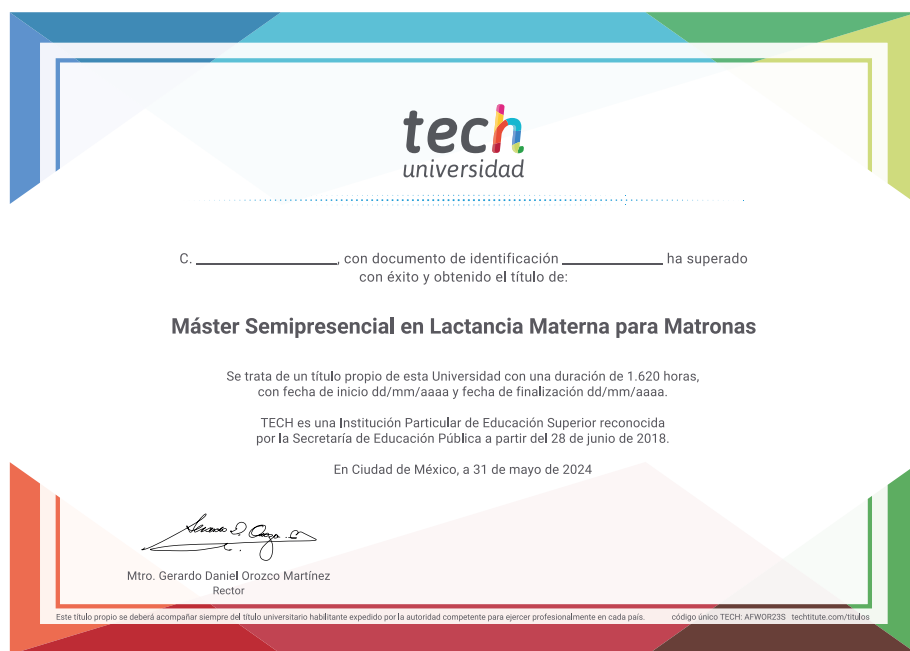 tech
universidad
C. ____________________, con documento de identificación ______________ ha superado
con éxito y obtenido el título de:
Máster Semipresencial en Lactancia Materna para Matronas
Se trata de un título propio de esta Universidad con una duración de 1.620 horas,
con fecha de inicio dd/mm/aaaa y fecha de finalización dd/mm/aaaa.
TECH es una Institución Particular de Educación Superior reconocida
por la Secretaría de Educación Pública a partir del 28 de junio de 2018.
En Ciudad de México, a 31 de mayo de 2024
Mtro. Gerardo Daniel Orozco Martínez
Rector
Este título propio se deberá acompañar siempre del título universitario habilitante expedido por la autoridad competente para ejercer profesionalmente en cada país. código único TECH: AFWOR23S techtitute.com/titulos